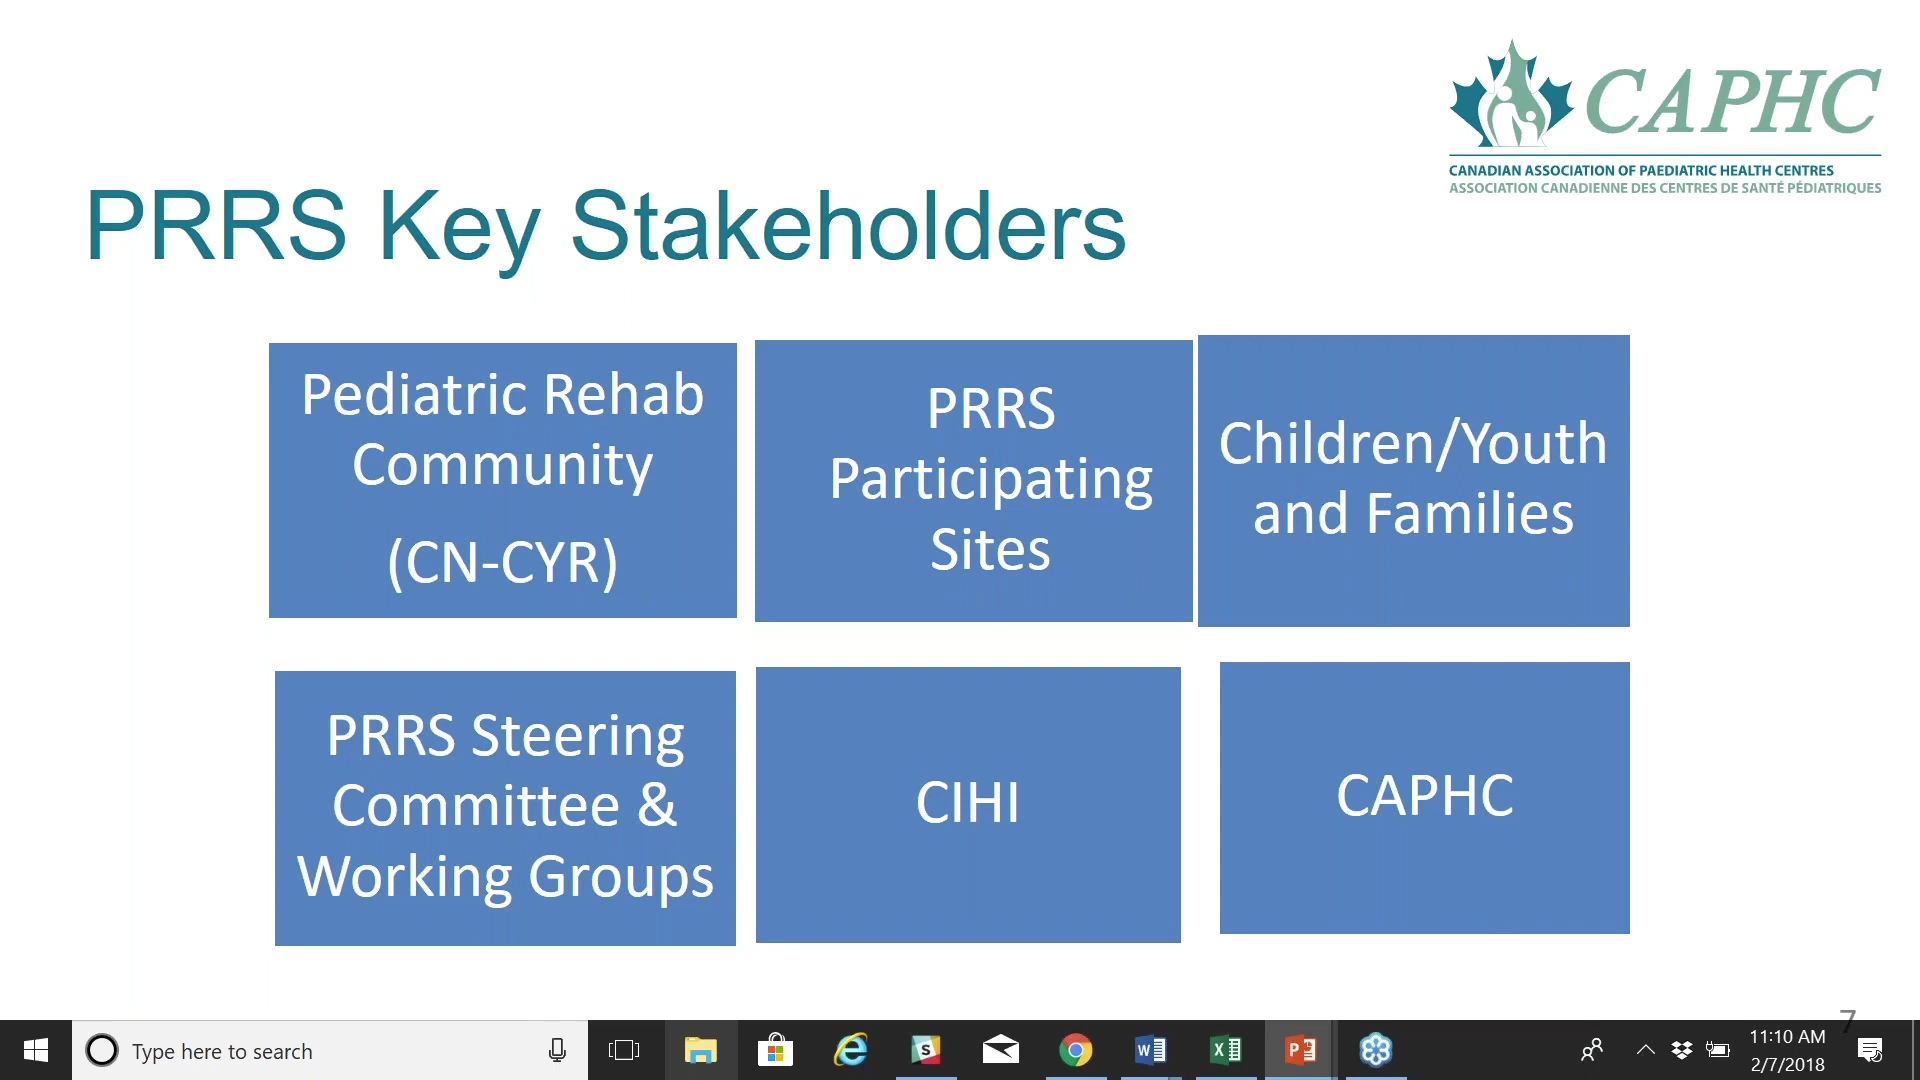 CAPHC
CANADIAN ASSOCIATION OF PAEDIATRIC HEALTH CENTRES
ASSOCIATION CANADIENNE DES CENTRES DE SANTÉ PÉDIATRIQUES
PRRS Key Stakeholders
Pediatric Rehab
Community
(CN-CYR)
PRRS
Participating
Sites
Children/Youth
and Families
PRRS Steering
Committee &
Working Groups
CIHI
CAPHC
7
Type here to search
11:10 AM
2/7/2018